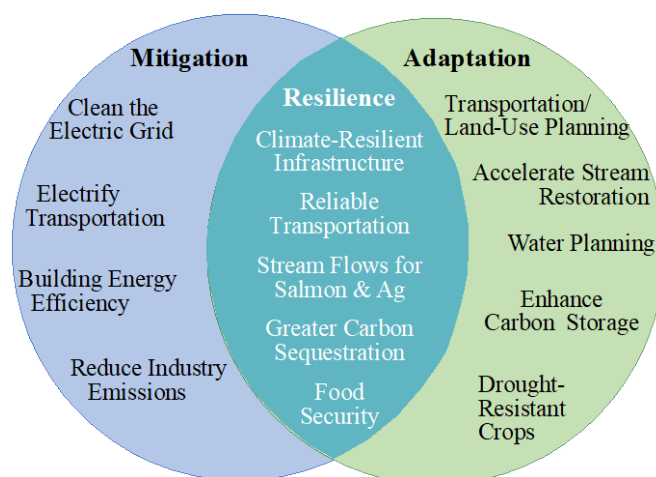 Mitigation
Clean the
Electric Grid
Electrify
Transportation
Building Energy
Efficiency
Reduce Industry
Emissions
Resilience
Climate-Resilient
Infrastructure
Reliable
Transportation
Stream Flows for
Salmon & Ag
Greater Carbon
Sequestration
Food
Security
Adaptation
Transportation/
Land-Use Planning
Accelerate Stream
Restoration
Water Planning
Enhance
Carbon Storage
Drought-
Resistant
Crops